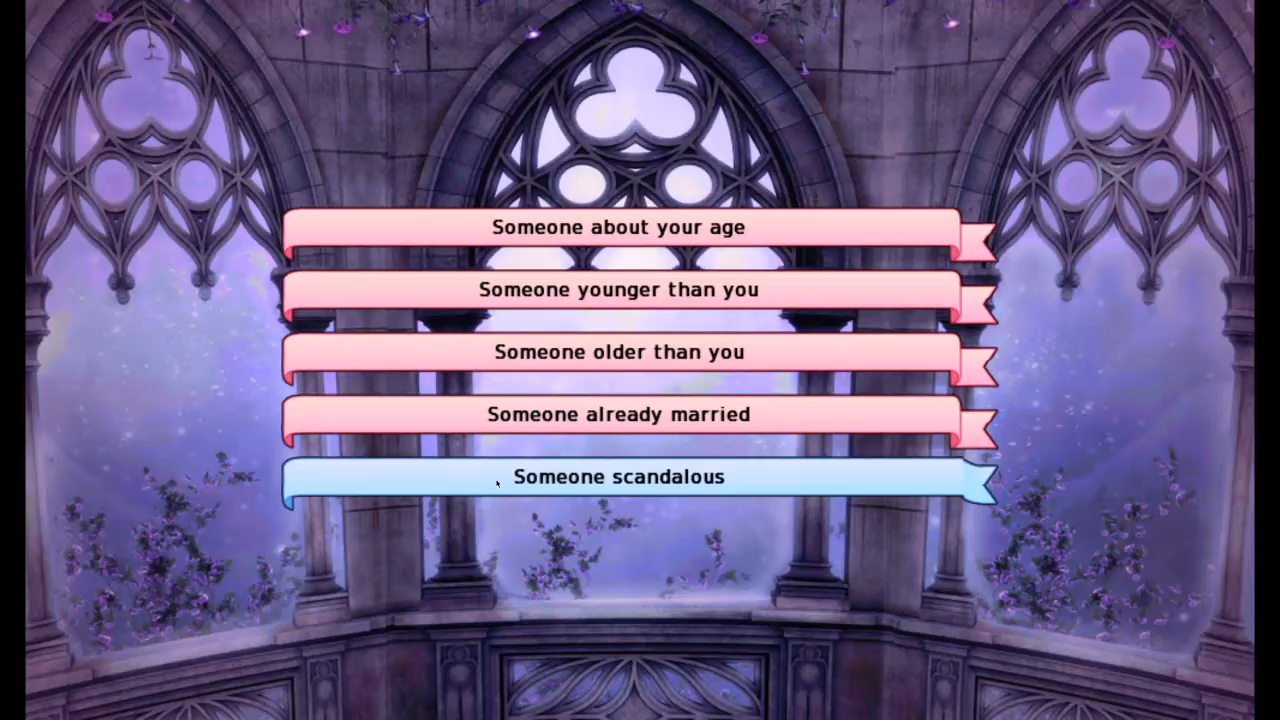 Someone about your age
Someone younger than you
Someone older than you
Someone already married
Someone scandalous